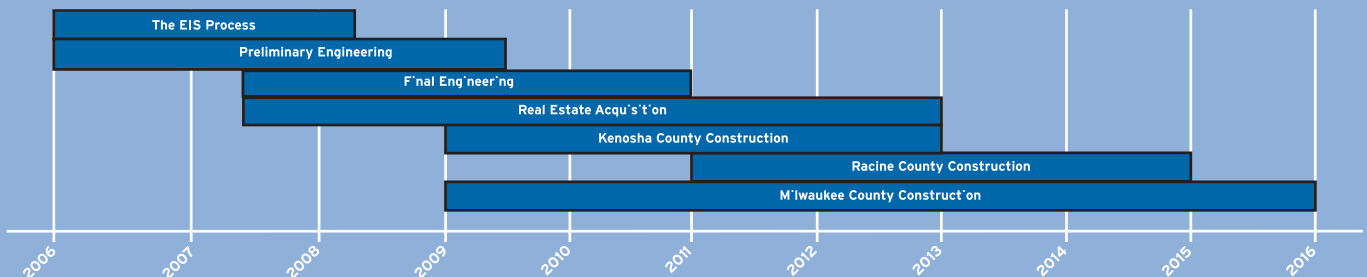 The EIS Process
Preliminary Engineering
F˙nal Eng˙neer˙ng
Real Estate Acqu˙s˙t˙on
Kenosha County Construction
Racine County Construction
M˙lwaukee County Construct˙on
2006 2007 2008 2009 2010 2011 2012 2013 2014 2015 2016